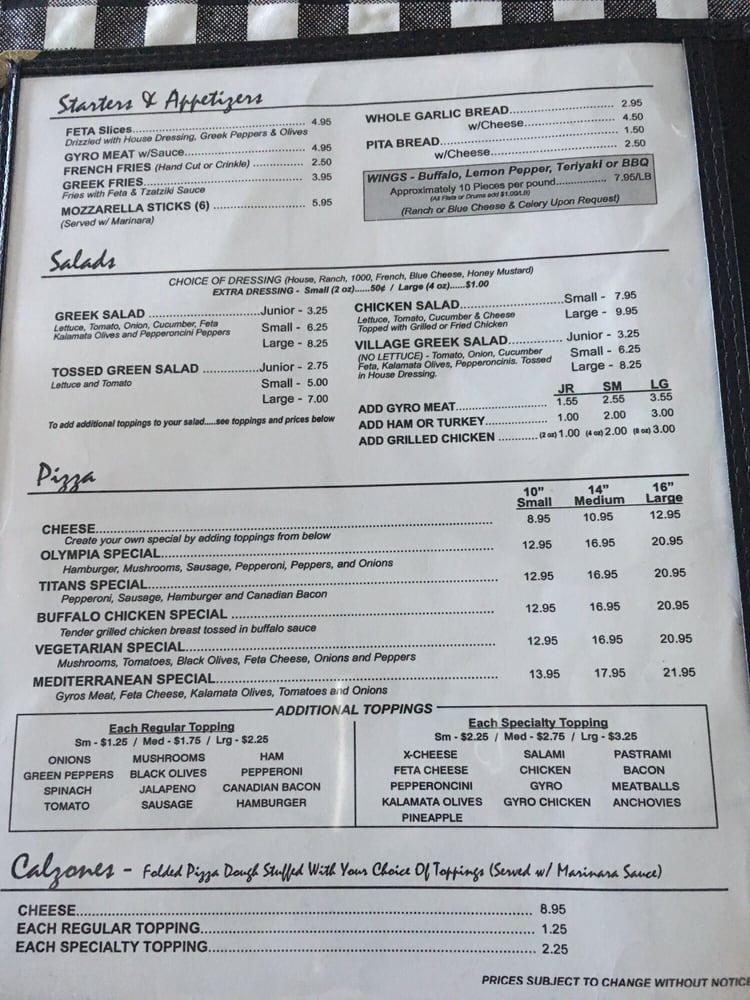 Starters & Appetizers
FETA Slices........ 4.95
Drizzled with House Dressing, Greek Peppers & Olives
GYRO MEAT w/Sauce........ 4.95
FRENCH FRIES (Hand Cut or Crinkle) ........ 2.50
GREEK FRIES........ 3.95
Fries with Feta & Tzatziki Sauce
MOZZARELLA STICKS (6) ........ 5.95
(Served w/ Marinara)
WHOLE GARLIC BREAD........ 2.95
w/Cheese........ 4.50
PITA BREAD........ 1.50
w/Cheese........ 2.50
WINGS - Buffalo, Lemon Pepper, Teriyaki or BBQ
Approximately 10 Pieces per pound........ 7.95/LB
(All Flats or Drums add $1.00/LB)
(Ranch or Blue Cheese & Celery Upon Request)
Salads
CHOICE OF DRESSING (House, Ranch, 1000, French, Blue Cheese, Honey Mustard)
EXTRA DRESSING - Small (2 oz)......50¢ / Large (4 oz)......$1.00
GREEK SALAD ........ Junior - 3.25
Lettuce, Tomato, Onion, Cucumber, Feta
Kalamata Olives and Pepperoncini Peppers
Small - 6.25
Large - 8.25
TOSSED GREEN SALAD ........ Junior - 2.75
Lettuce and Tomato
Small - 5.00
Large - 7.00
To add additional toppings to your salad.....see toppings and prices below
CHICKEN SALAD........ Small - 7.95
Lettuce, Tomato, Cucumber & Cheese
Topped with Grilled or Fried Chicken
Large - 9.95
VILLAGE GREEK SALAD........ Junior - 3.25
(NO LETTUCE) - Tomato, Onion, Cucumber
Feta, Kalamata Olives, Pepperoncinis. Tossed
in House Dressing.
Small - 6.25
Large - 8.25
JR SM LG
ADD GYRO MEAT........ 1.55 2.55 3.55
ADD HAM OR TURKEY........ 1.00 2.00 3.00
ADD GRILLED CHICKEN ........ (2 oz) 1.00 (4 oz) 2.00 (8 oz) 3.00
Pizza
10" 14" 16"
Small Medium Large
CHEESE........ 8.95 10.95 12.95
Create your own special by adding toppings from below
OLYMPIA SPECIAL........ 12.95 16.95 20.95
Hamburger, Mushrooms, Sausage, Pepperoni, Peppers, and Onions
TITANS SPECIAL........ 12.95 16.95 20.95
Pepperoni, Sausage, Hamburger and Canadian Bacon
BUFFALO CHICKEN SPECIAL ........ 12.95 16.95 20.95
Tender grilled chicken breast tossed in buffalo sauce
VEGETARIAN SPECIAL........ 12.95 16.95 20.95
Mushrooms, Tomatoes, Black Olives, Feta Cheese, Onions and Peppers
MEDITERRANEAN SPECIAL........ 13.95 17.95 21.95
Gyros Meat, Feta Cheese, Kalamata Olives, Tomatoes and Onions
ADDITIONAL TOPPINGS
Each Regular Topping
Sm - $1.25 / Med - $1.75 / Lrg - $2.25
ONIONS MUSHROOMS HAM
GREEN PEPPERS BLACK OLIVES PEPPERONI
SPINACH JALAPENO CANADIAN BACON
TOMATO SAUSAGE HAMBURGER
Each Specialty Topping
Sm - $2.25 / Med - $2.75 / Lrg - $3.25
X-CHEESE SALAMI PASTRAMI
FETA CHEESE CHICKEN BACON
PEPPERONCINI GYRO MEATBALLS
KALAMATA OLIVES GYRO CHICKEN ANCHOVIES
PINEAPPLE
Calzones - Folded Pizza Dough Stuffed With Your Choice Of Toppings (Served w/ Marinara Sauce)
CHEESE........ 8.95
EACH REGULAR TOPPING........ 1.25
EACH SPECIALTY TOPPING........ 2.25
PRICES SUBJECT TO CHANGE WITHOUT NOTIC